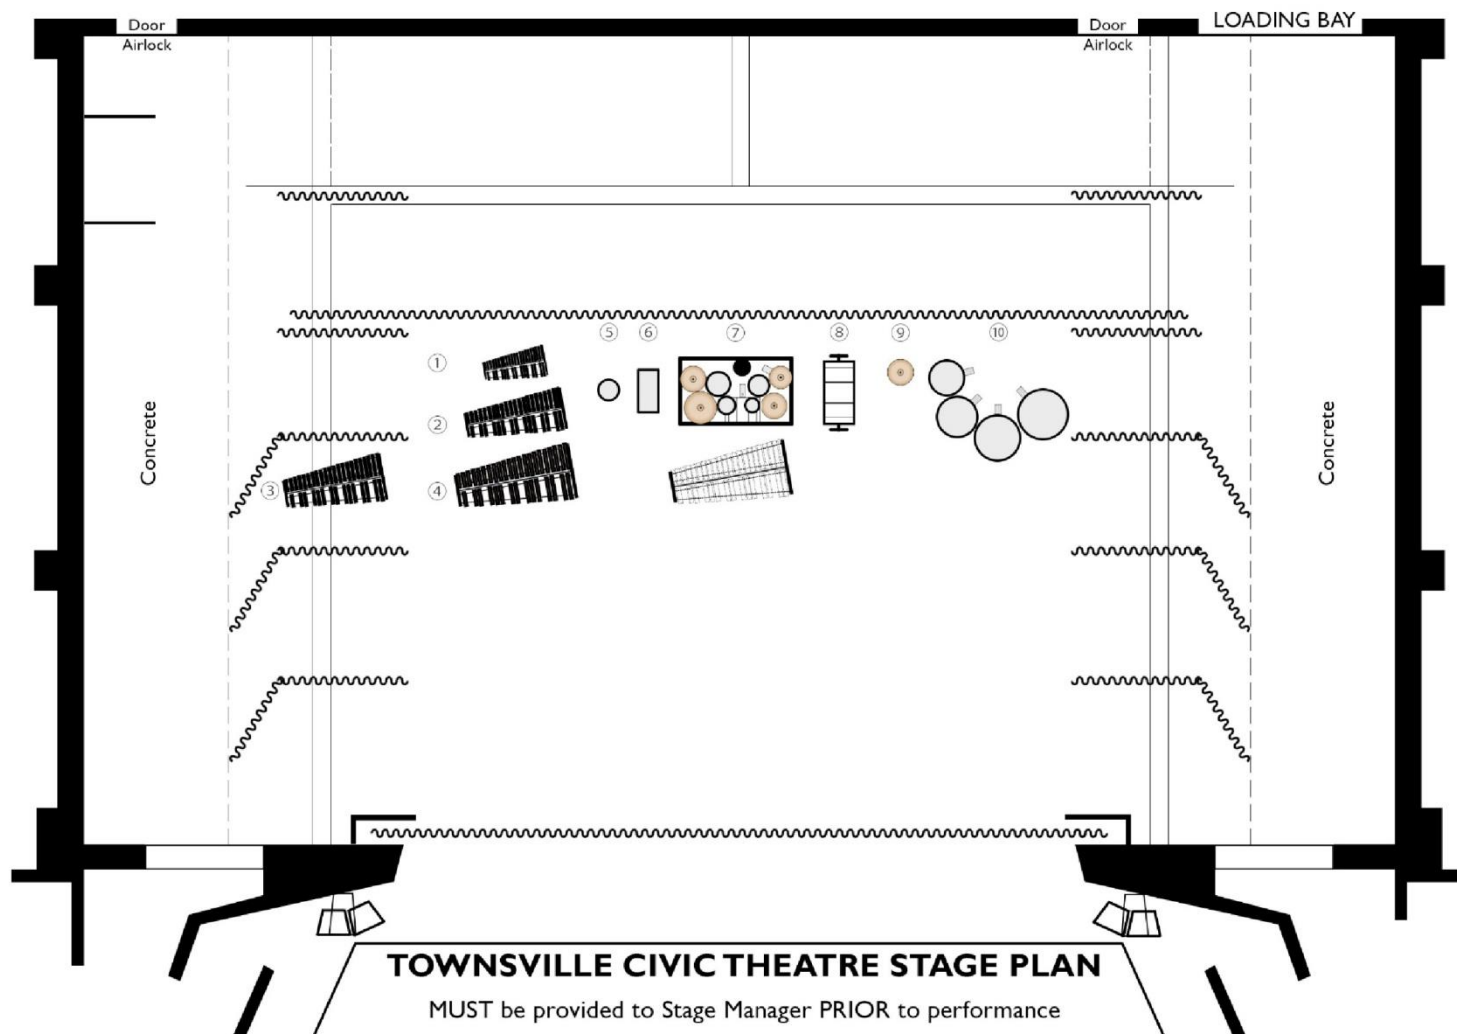 Door
Airlock
Door
Airlock
LOADING BAY
⑤ ⑥ ⑦ ⑧ ⑨ ⑩
①
②
③ ④
Concrete
Concrete
TOWNSVILLE CIVIC THEATRE STAGE PLAN
MUST be provided to Stage Manager PRIOR to performance